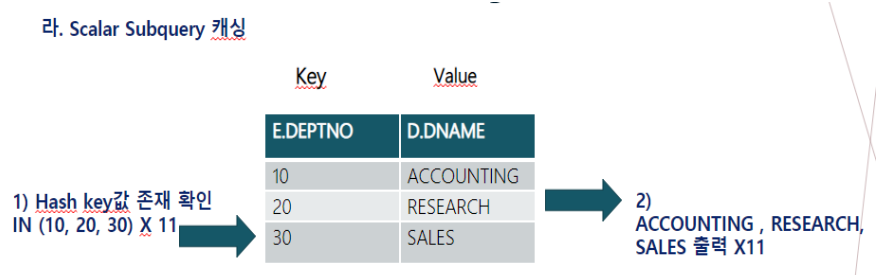 라. Scalar Subquery 캐싱
Key Value
E.DEPTNO D.DNAME
10 ACCOUNTING
20 RESEARCH
30 SALES
1) Hash key값 존재 확인
IN (10, 20, 30) X 11
2)
ACCOUNTING , RESEARCH,
SALES 출력 X11